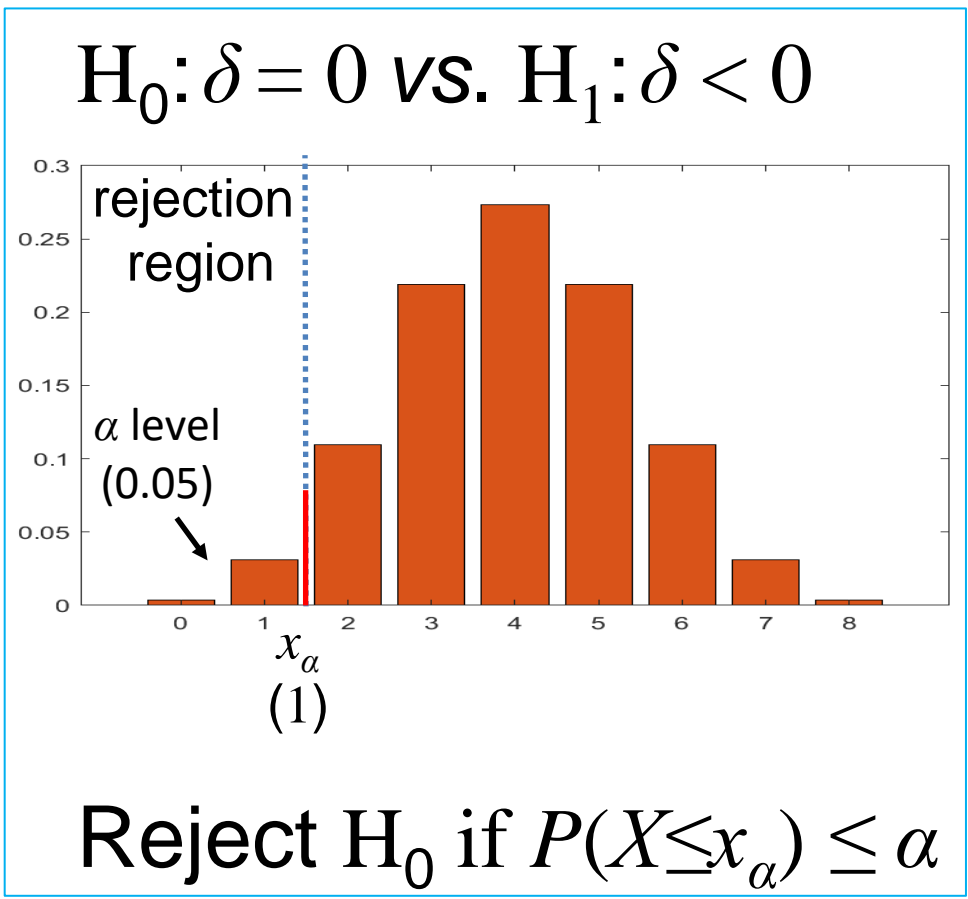 H₀: δ = 0 vs. H₁: δ < 0
0.3
rejection
region
0.25
0.2
0.15
α level
(0.05)
0.1
0.05
0
0 1 2 3 4 5 6 7 8
xα
(1)
Reject H₀ if P(X≤xα) ≤ α